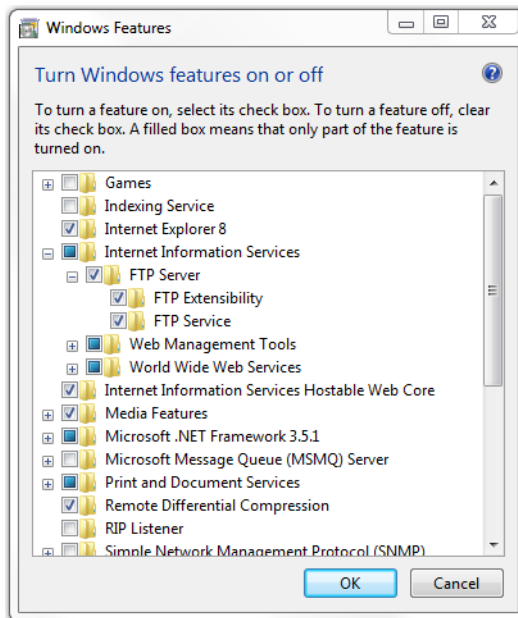 Windows Features
Turn Windows features on or off
To turn a feature on, select its check box. To turn a feature off, clear
its check box. A filled box means that only part of the feature is
turned on.
Games
Indexing Service
Internet Explorer 8
Internet Information Services
FTP Server
FTP Extensibility
FTP Service
Web Management Tools
World Wide Web Services
Internet Information Services Hostable Web Core
Media Features
Microsoft .NET Framework 3.5.1
Microsoft Message Queue (MSMQ) Server
Print and Document Services
Remote Differential Compression
RIP Listener
Simple Network Management Protocol (SNMP)
OK
Cancel